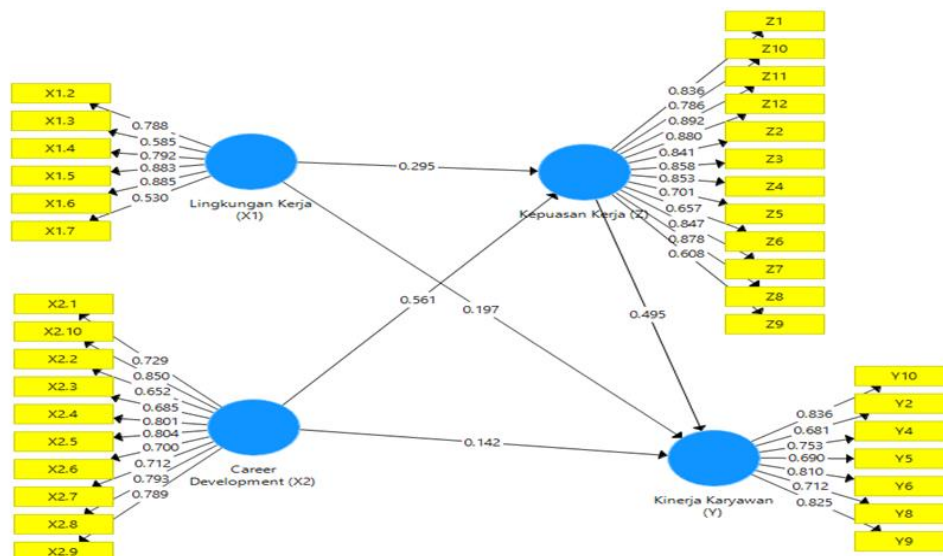 X1.2
X1.3
X1.4
X1.5
X1.6
X1.7
0.788
0.585
0.792
0.883
0.885
0.530
Lingkungan Kerja
(X1)
0.295
0.197
X2.1
X2.10
X2.2
X2.3
X2.4
X2.5
X2.6
X2.7
X2.8
X2.9
0.729
0.850
0.652
0.685
0.801
0.804
0.700
0.712
0.793
0.789
Career
Development (X2)
0.561
0.142
Z1
Z10
Z11
Z12
Z2
Z3
Z4
Z5
Z6
Z7
Z8
Z9
0.836
0.786
0.892
0.880
0.841
0.858
0.853
0.701
0.657
0.847
0.878
0.608
Kepuasan Kerja (Z)
0.495
Y10
Y2
Y4
Y5
Y6
Y8
Y9
0.836
0.681
0.753
0.690
0.810
0.712
0.825
Kinerja Karyawan
(Y)